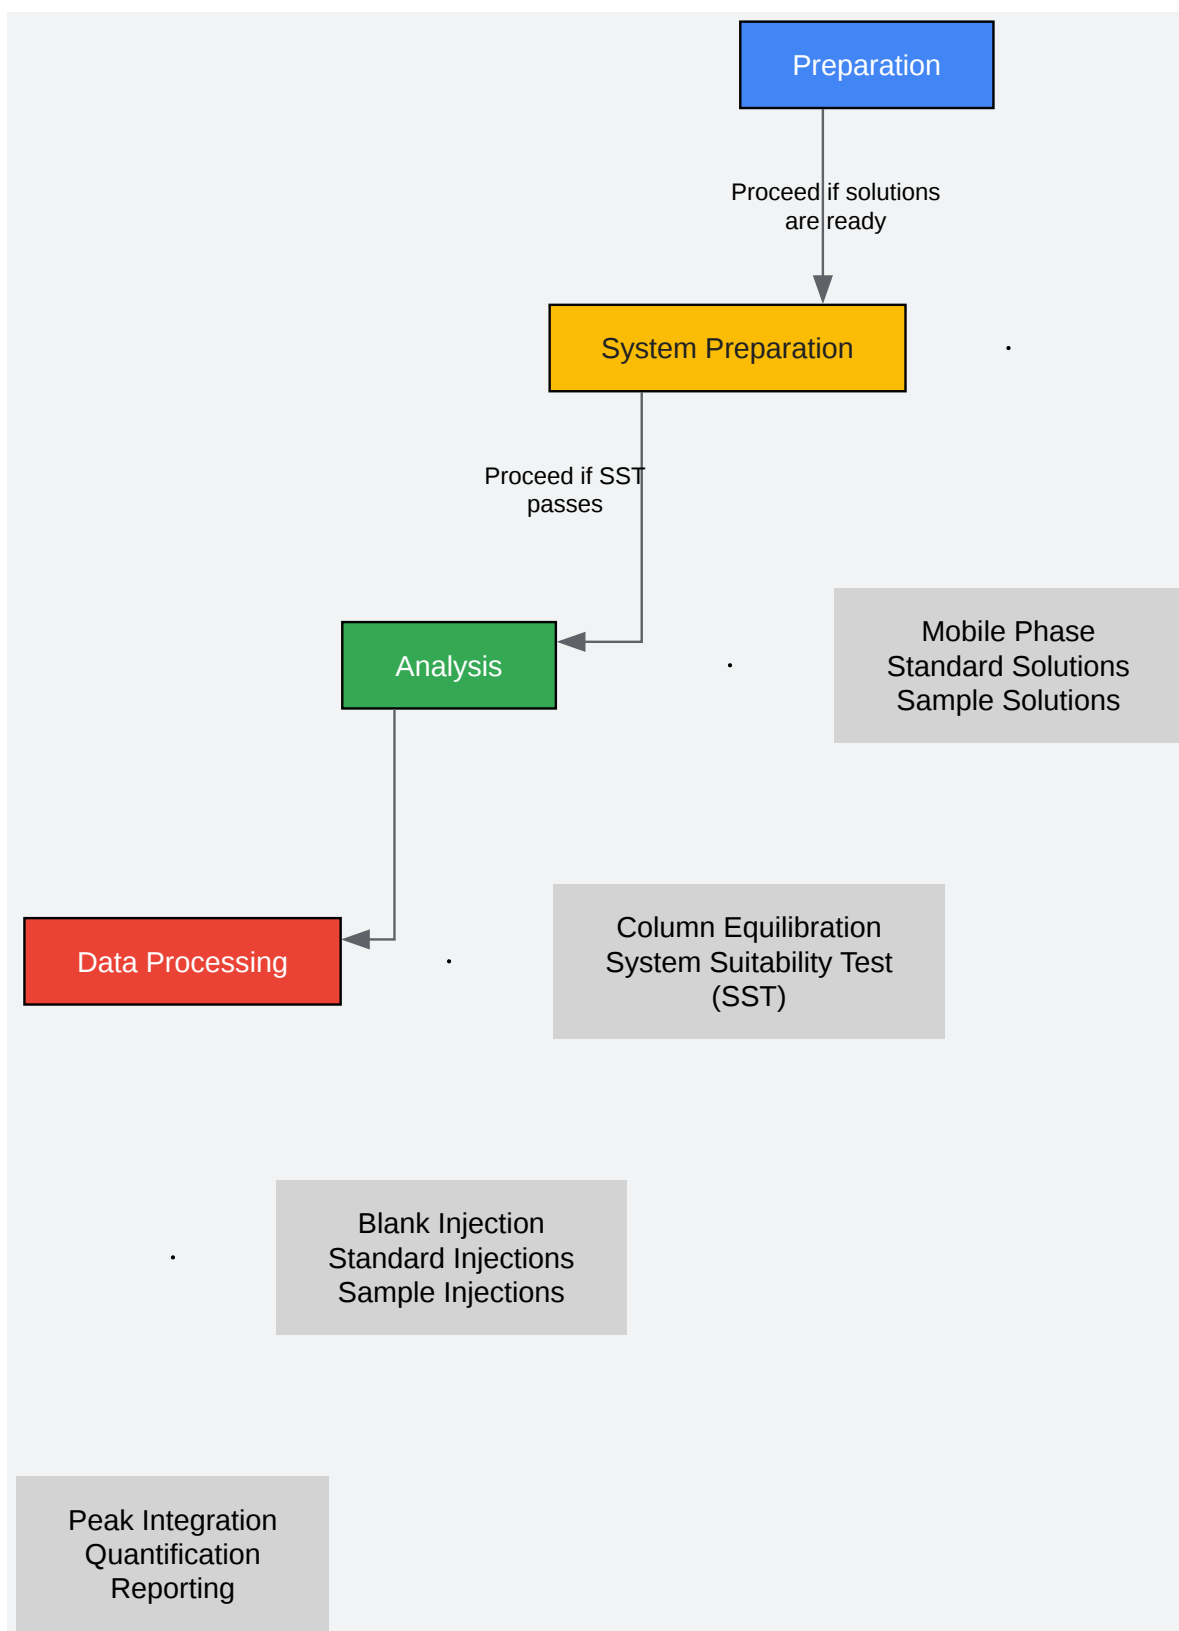 Preparation
Proceed if solutions
are ready
System Preparation
Proceed if SST
passes
Analysis
Mobile Phase
Standard Solutions
Sample Solutions
Data Processing
Column Equilibration
System Suitability Test
(SST)
Blank Injection
Standard Injections
Sample Injections
Peak Integration
Quantification
Reporting